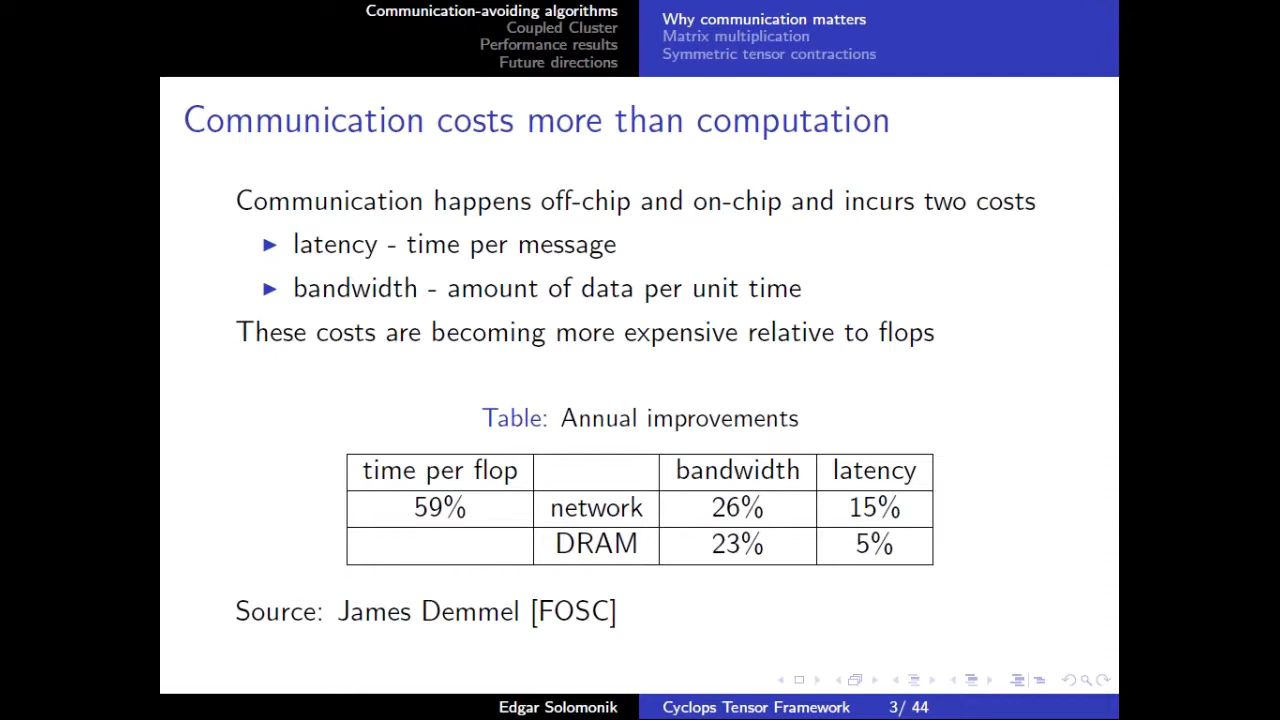 Communication-avoiding algorithms
Coupled Cluster
Performance results
Future directions
Why communication matters
Matrix multiplication
Symmetric tensor contractions
Communication costs more than computation
Communication happens off-chip and on-chip and incurs two costs
latency - time per message
bandwidth - amount of data per unit time
These costs are becoming more expensive relative to flops
Table: Annual improvements
time per flop bandwidth latency
59% network 26% 15%
DRAM 23% 5%
Source: James Demmel [FOSC]
Edgar Solomonik Cyclops Tensor Framework 3/ 44